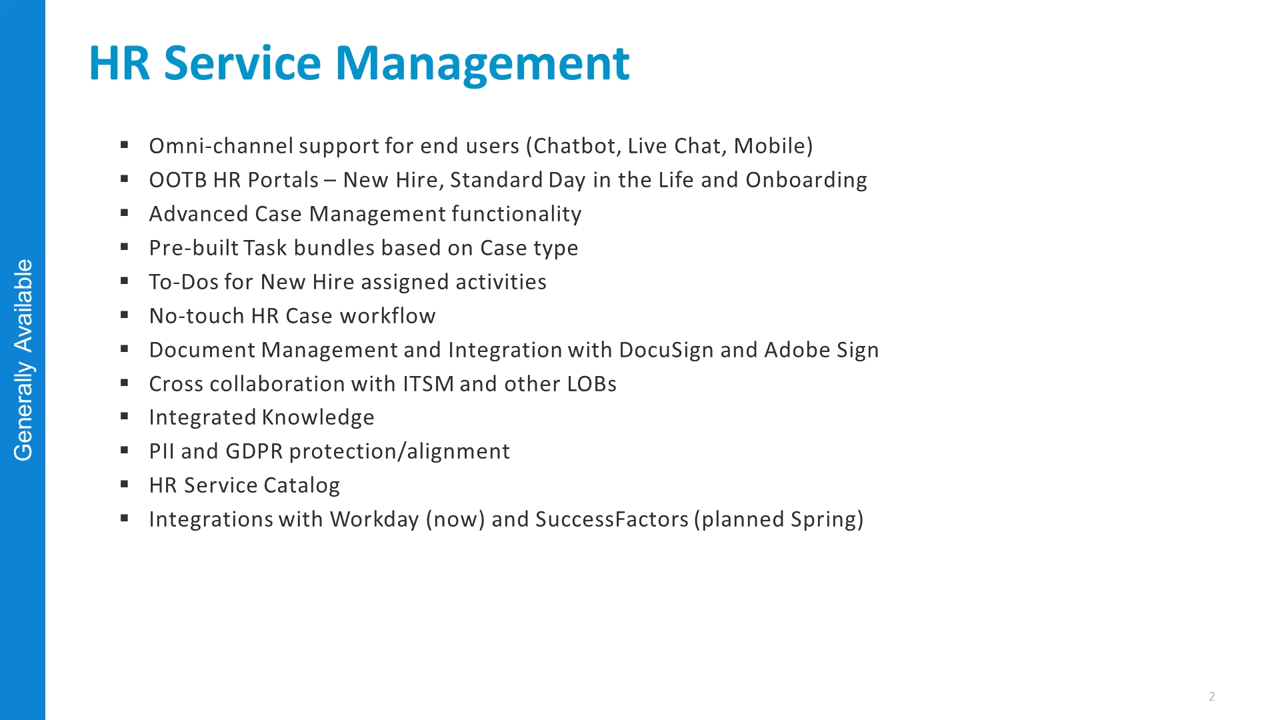 HR Service Management
▪ Omni-channel support for end users (Chatbot, Live Chat, Mobile)
▪ OOTB HR Portals – New Hire, Standard Day in the Life and Onboarding
▪ Advanced Case Management functionality
▪ Pre-built Task bundles based on Case type
▪ To-Dos for New Hire assigned activities
▪ No-touch HR Case workflow
▪ Document Management and Integration with DocuSign and Adobe Sign
▪ Cross collaboration with ITSM and other LOBs
▪ Integrated Knowledge
▪ PII and GDPR protection/alignment
▪ HR Service Catalog
▪ Integrations with Workday (now) and SuccessFactors (planned Spring)
Generally Available
2